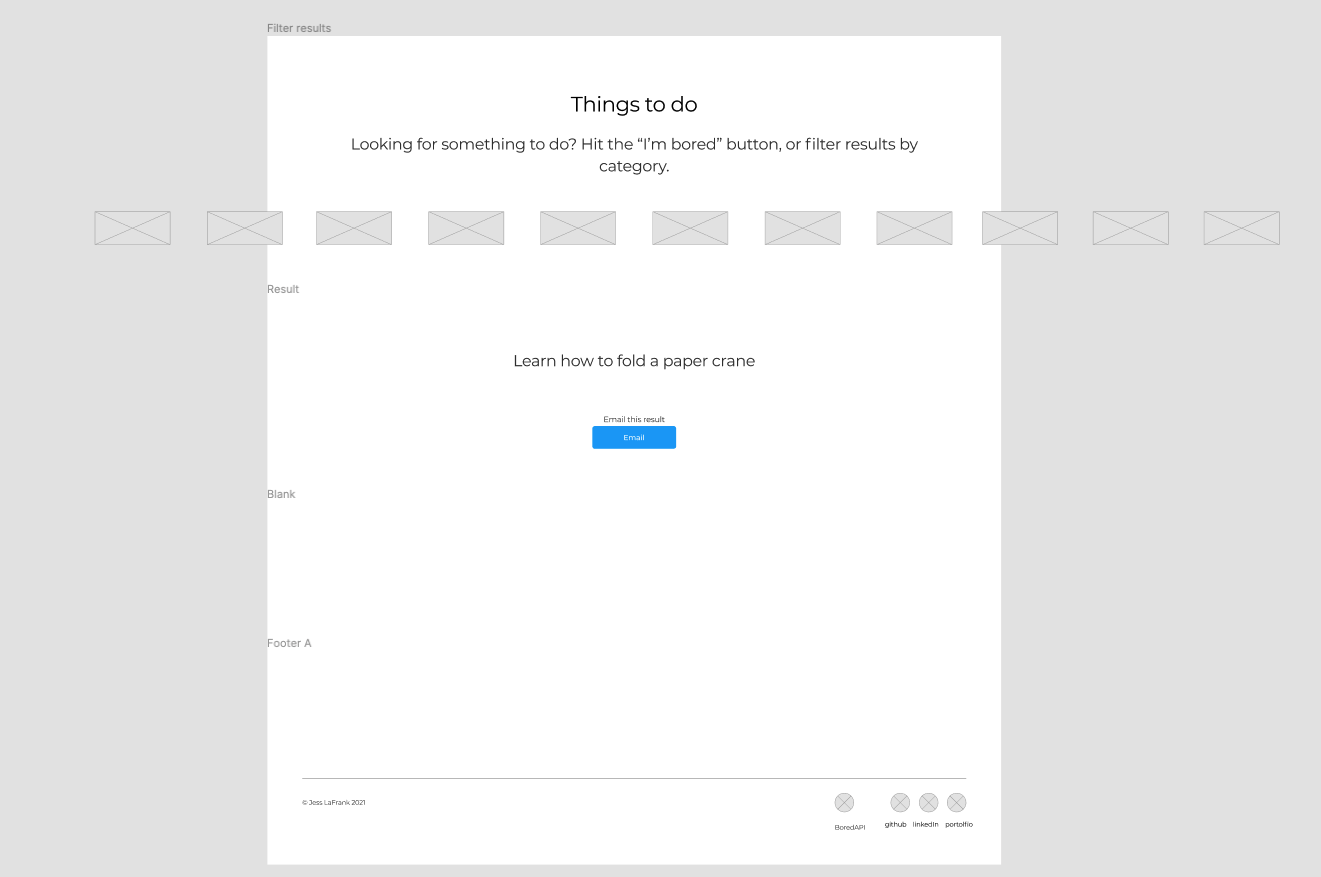 Filter results
Things to do
Looking for something to do? Hit the “I’m bored” button, or filter results by
category.
Result
Learn how to fold a paper crane
Email this result
Email
Blank
Footer A
© Jess LaFrank 2021
BoredAPI
github linkedIn portolfio